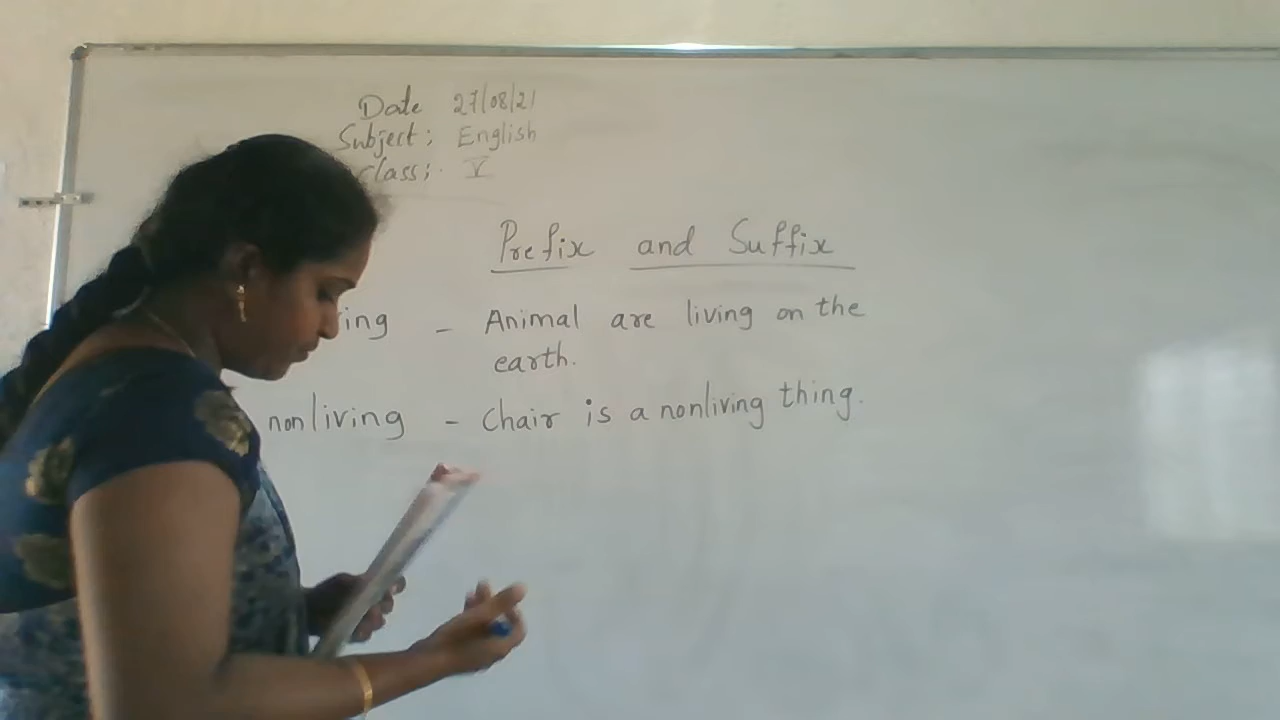 Date 27/08/21
Subject: English
class: V
Prefix and Suffix
ing - Animal are living on the
earth.
nonliving - Chair is a nonliving thing.